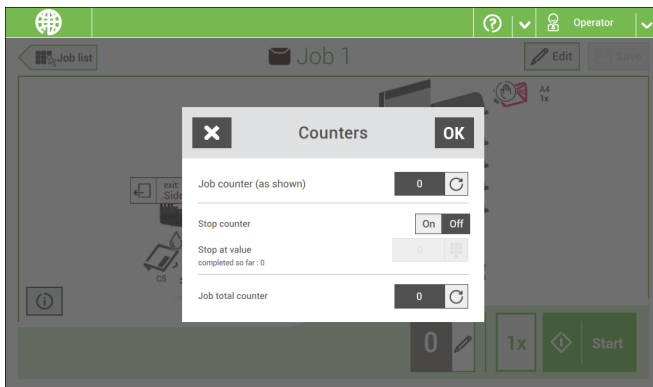 Operator
Job list
Job 1
Edit
Save
A4
1x
Counters
OK
exit:
Side
Job counter (as shown)
0
Stop counter
On
Off
Stop at value
0
completed so far : 0
C5
Job total counter
0
0
1x
Start